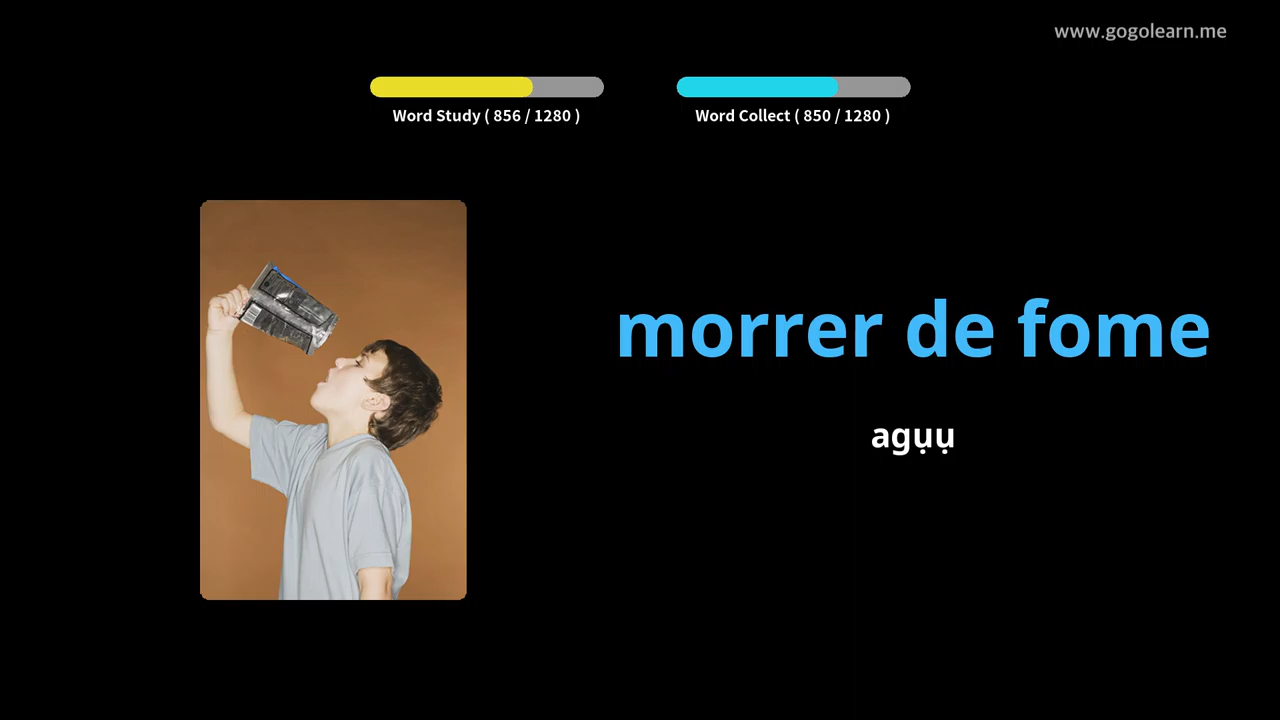 www.gogolearn.me
Word Study ( 856 / 1280 )
Word Collect ( 850 / 1280 )
morrer de fome
agụụ